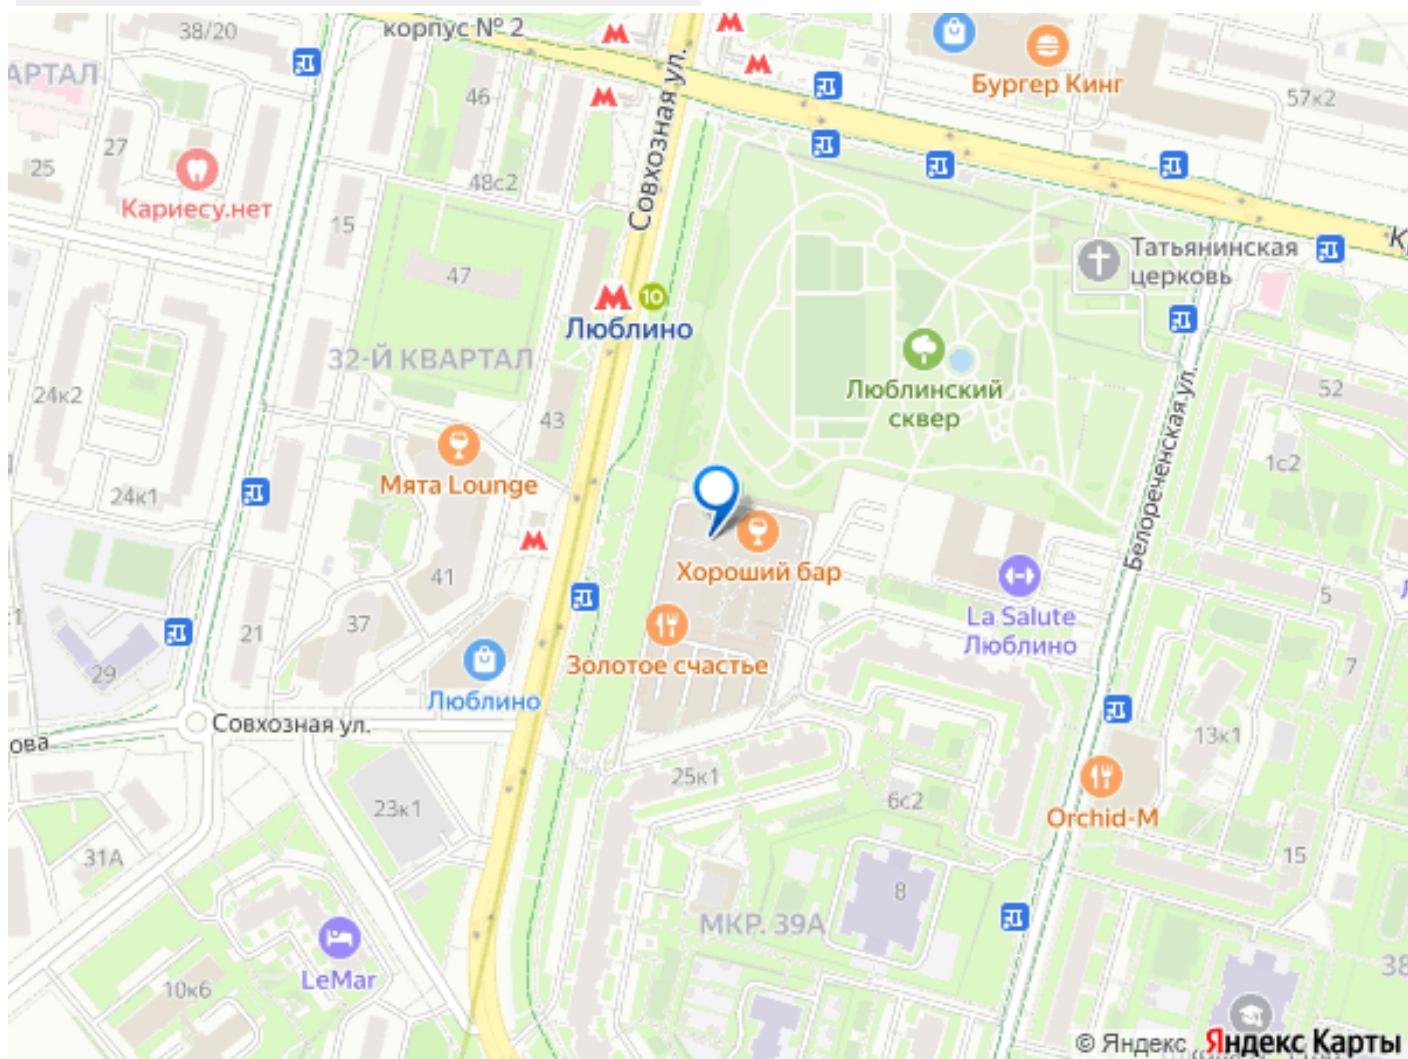 38/20
корпус № 2
АРТАЛ
46
Бургер Кинг
57к2
27
25
48с2
Кариесу.нет
15
Совхозная ул.
Татьянинская
церковь
47
10
Люблино
32-Й КВАРТАЛ
Люблинский
сквер
24к2
43
52
Белореченская ул.
1с2
Мята Lounge
24к1
Хороший бар
41
La Salute
Люблино
5
37
21
29
Золотое счастье
7
Люблино
Совхозная ул.
ова
13к1
25к1
6с2
23к1
Orchid-M
31А
15
8
МКР. 39А
LeMar
10к6
38
© Яндекс Яндекс Карты